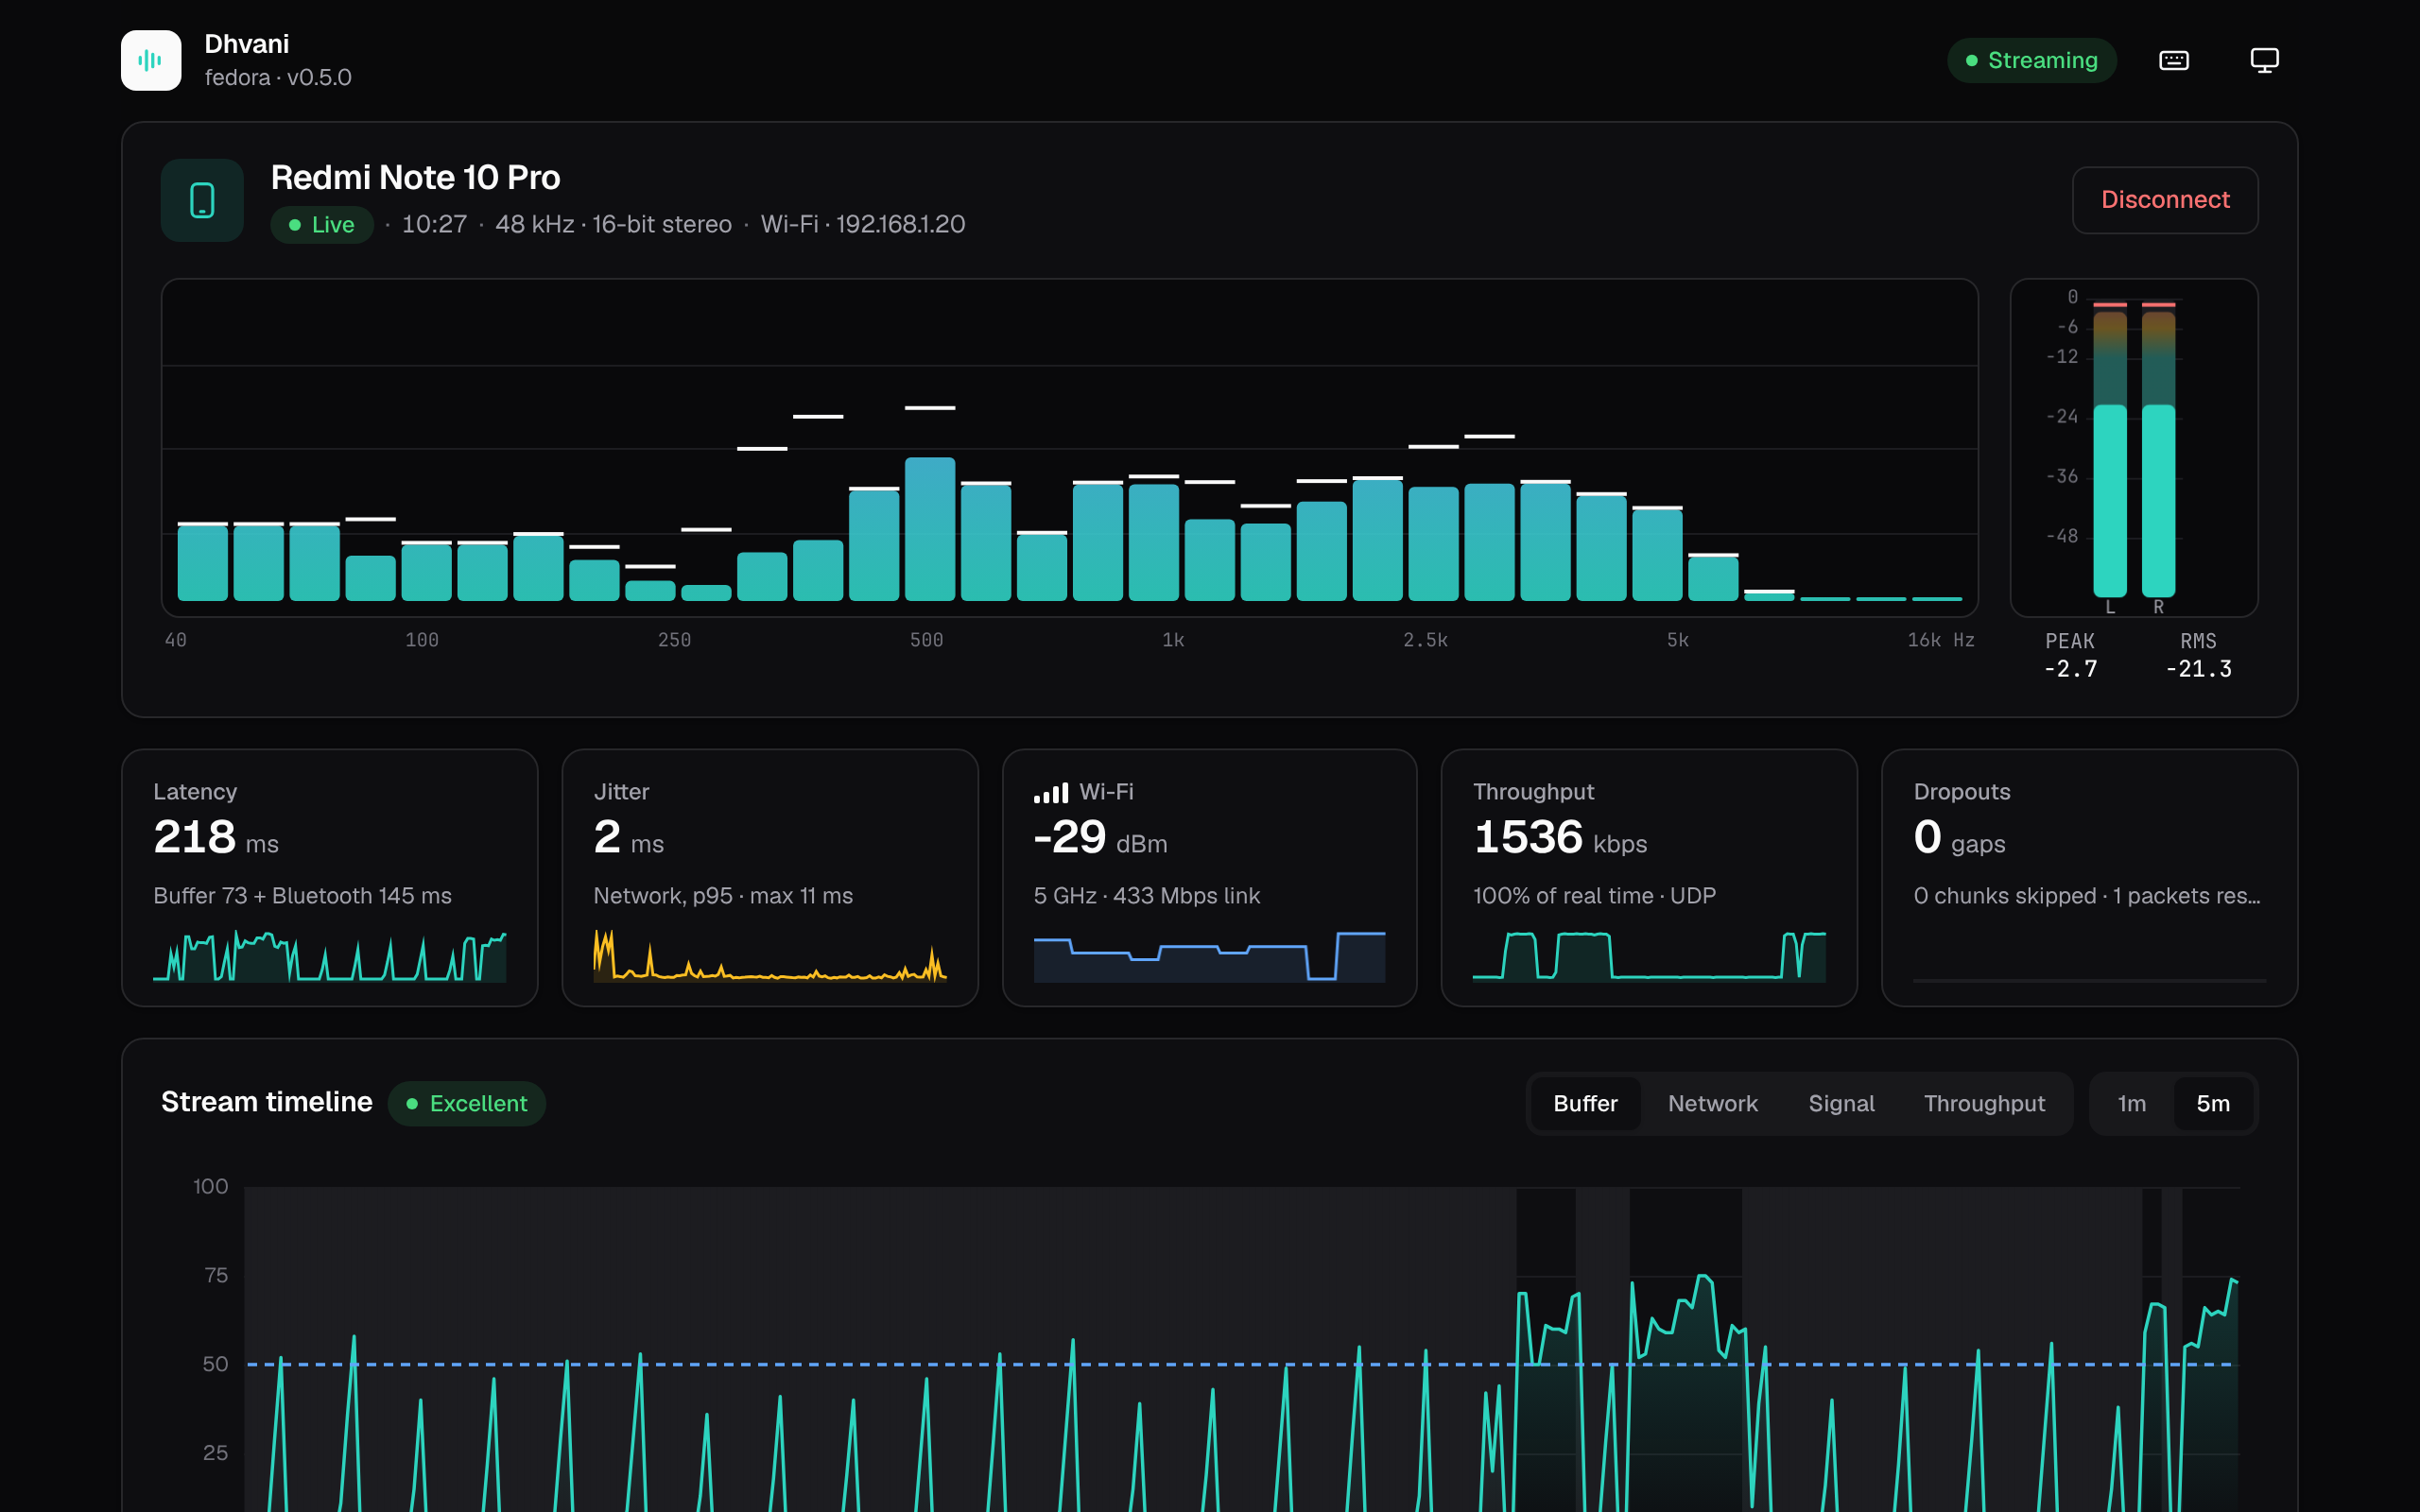 Dhvani
fedora · v0.5.0
Streaming
Redmi Note 10 Pro
Live · 10:27 · 48 kHz · 16-bit stereo · Wi-Fi · 192.168.1.20
Disconnect
0
-6
-12
-24
-36
-48
L R
40 100 250 500 1k 2.5k 5k 16k Hz
PEAK RMS
-2.7 -21.3
Latency
218 ms
Buffer 73 + Bluetooth 145 ms
Jitter
2 ms
Network, p95 · max 11 ms
Wi-Fi
-29 dBm
5 GHz · 433 Mbps link
Throughput
1536 kbps
100% of real time · UDP
Dropouts
0 gaps
0 chunks skipped · 1 packets res...
Stream timeline
Excellent
Buffer Network Signal Throughput
1m 5m
100
75
50
25